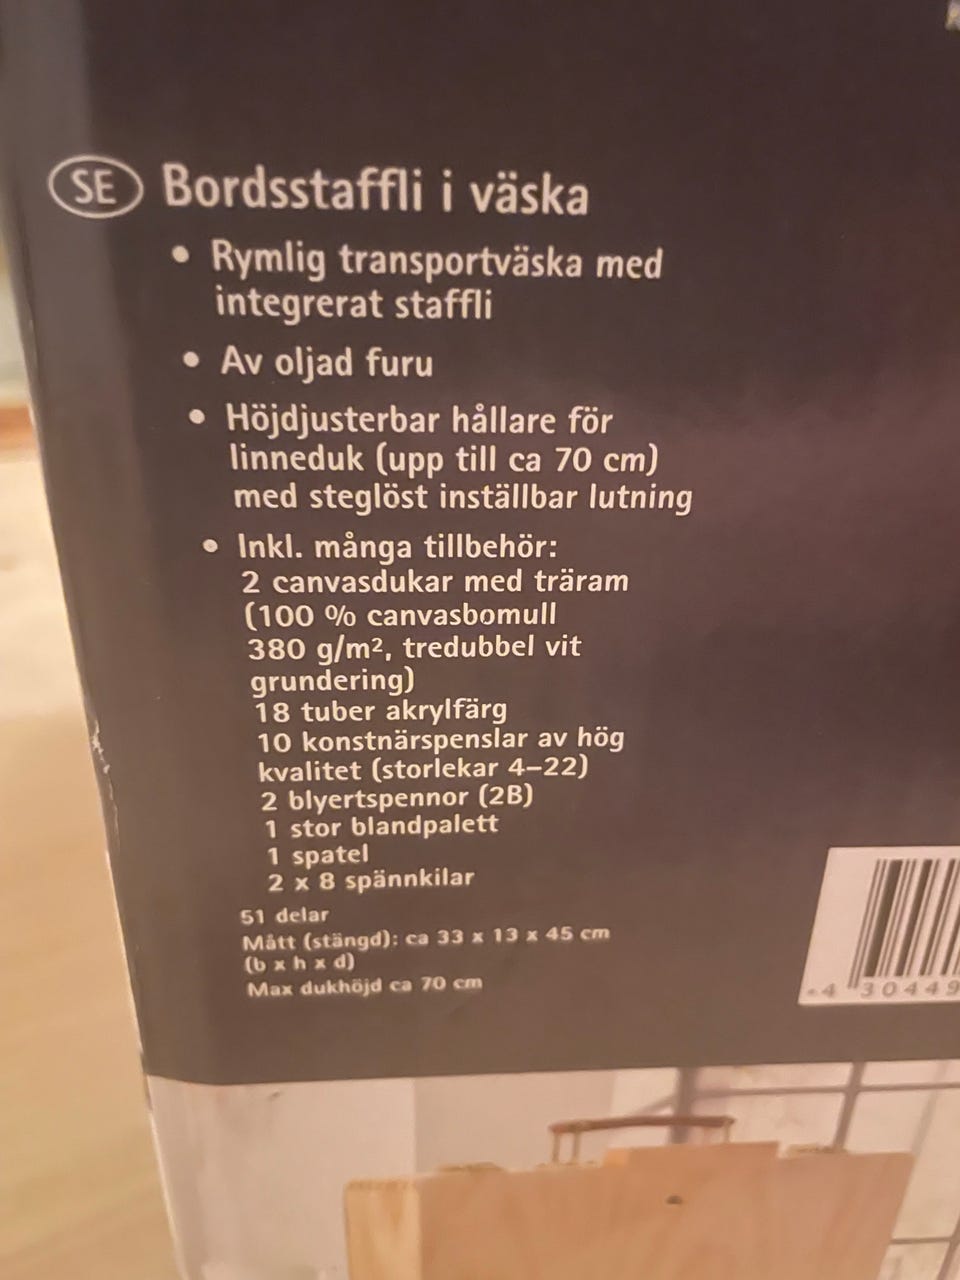 SE Bordsstaffli i väska
• Rymlig transportväska med
integrerat staffli
• Av oljad furu
• Höjdjusterbar hållare för
linneduk (upp till ca 70 cm)
med steglöst inställbar lutning
• Inkl. många tillbehör:
2 canvasdukar med träram
(100 % canvasbomull
380 g/m², tredubbel vit
grundering)
18 tuber akrylfärg
10 konstnärspenslar av hög
kvalitet (storlekar 4–22)
2 blyertspennor (2B)
1 stor blandpalett
1 spatel
2 x 8 spännkilar
51 delar
Mått (stängd): ca 33 x 13 x 45 cm
(b x h x d)
Max dukhöjd ca 70 cm
4 30449